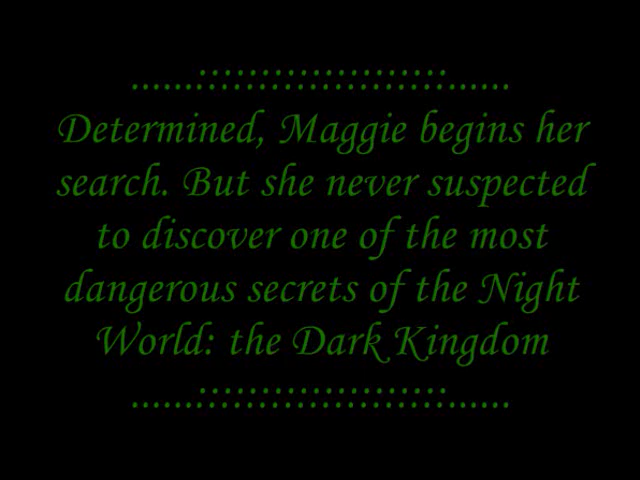 Determined, Maggie begins her
search. But she never suspected
to discover one of the most
dangerous secrets of the Night
World: the Dark Kingdom